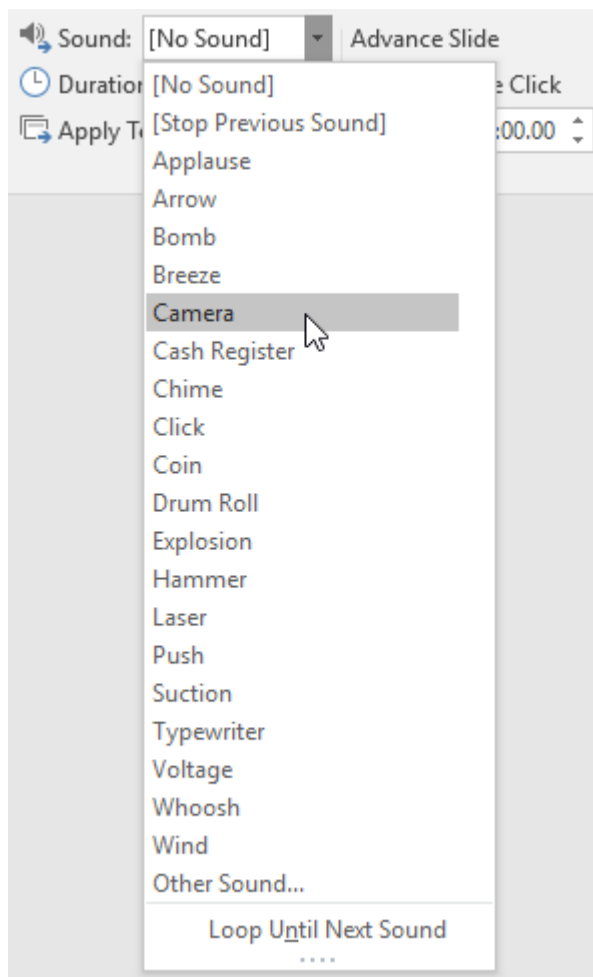 Sound: [No Sound] Advance Slide
Duration
Apply To
e Click
:00.00
[No Sound]
[Stop Previous Sound]
Applause
Arrow
Bomb
Breeze
Camera
Cash Register
Chime
Click
Coin
Drum Roll
Explosion
Hammer
Laser
Push
Suction
Typewriter
Voltage
Whoosh
Wind
Other Sound...
Loop Until Next Sound